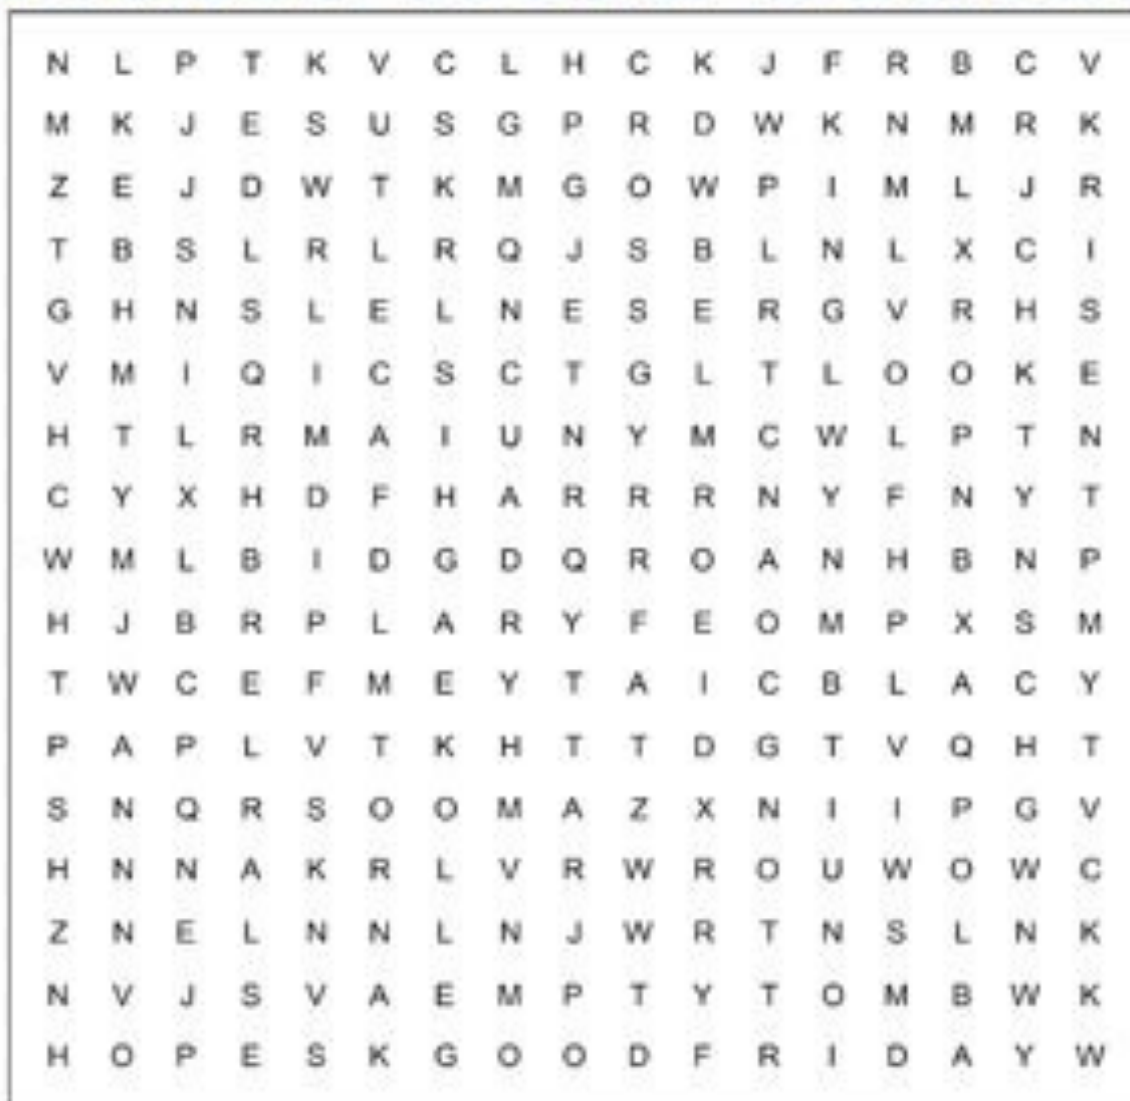 N L P T K V C L H C K J F R B C V
M K J E S U S G P R D W K N M R K
Z E J D W T K M G O W P I M L J R
T B S L R L R Q J S B L N L X C I
G H N S L E L N E S E R G V R H S
V M I Q I C S C T G L T L O O K E
H T L R M A I U N Y M C W L P T N
C Y X H D F H A R R R N Y F N Y T
W M L B I D G D Q R O A N H B N P
H J B R P L A R Y F E O M P X S M
T W C E F M E Y T A I C B L A C Y
P A P L V T K H T T D G T V Q H T
S N Q R S O O M A Z X N I I P G V
H N N A K R L V R W R O U W O W C
Z N E L N N L N J W R T N S L N K
N V J S V A E M P T Y T O M B W K
H O P E S K G O O D F R I D A Y W